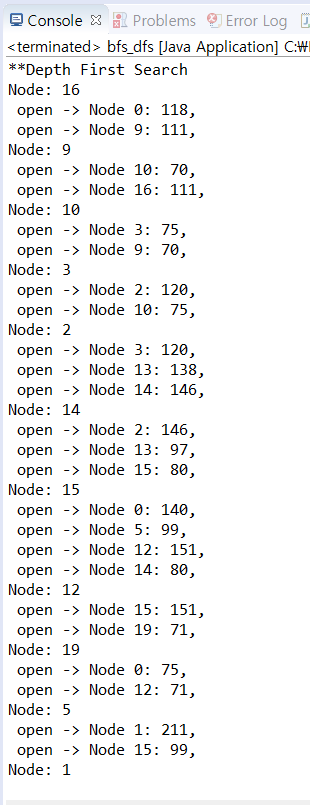 Console Problems Error Log
<terminated> bfs_dfs [Java Application] C:₩
**Depth First Search
Node: 16
 open -> Node 0: 118,
 open -> Node 9: 111,
Node: 9
 open -> Node 10: 70,
 open -> Node 16: 111,
Node: 10
 open -> Node 3: 75,
 open -> Node 9: 70,
Node: 3
 open -> Node 2: 120,
 open -> Node 10: 75,
Node: 2
 open -> Node 3: 120,
 open -> Node 13: 138,
 open -> Node 14: 146,
Node: 14
 open -> Node 2: 146,
 open -> Node 13: 97,
 open -> Node 15: 80,
Node: 15
 open -> Node 0: 140,
 open -> Node 5: 99,
 open -> Node 12: 151,
 open -> Node 14: 80,
Node: 12
 open -> Node 15: 151,
 open -> Node 19: 71,
Node: 19
 open -> Node 0: 75,
 open -> Node 12: 71,
Node: 5
 open -> Node 1: 211,
 open -> Node 15: 99,
Node: 1